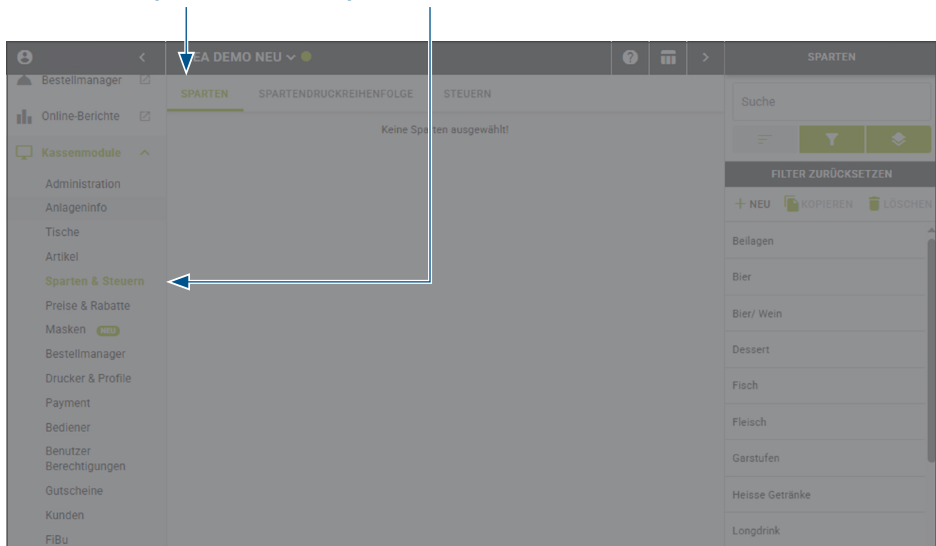 EA DEMO NEU
SPARTEN
Bestellmanager
Online-Berichte
Kassenmodule
Administration
Anlageninfo
Tische
Artikel
Sparten & Steuern
Preise & Rabatte
Masken NEU
Bestellmanager
Drucker & Profile
Payment
Bediener
Benutzer
Berechtigungen
Gutscheine
Kunden
FiBu
SPARTEN SPARTENDRUCKREIHENFOLGE STEUERN
Keine Sparten ausgewählt!
Suche
FILTER ZURÜCKSETZEN
+ NEU KOPIEREN LÖSCHEN
Beilagen
Bier
Bier/ Wein
Dessert
Fisch
Fleisch
Garstufen
Heisse Getränke
Longdrink